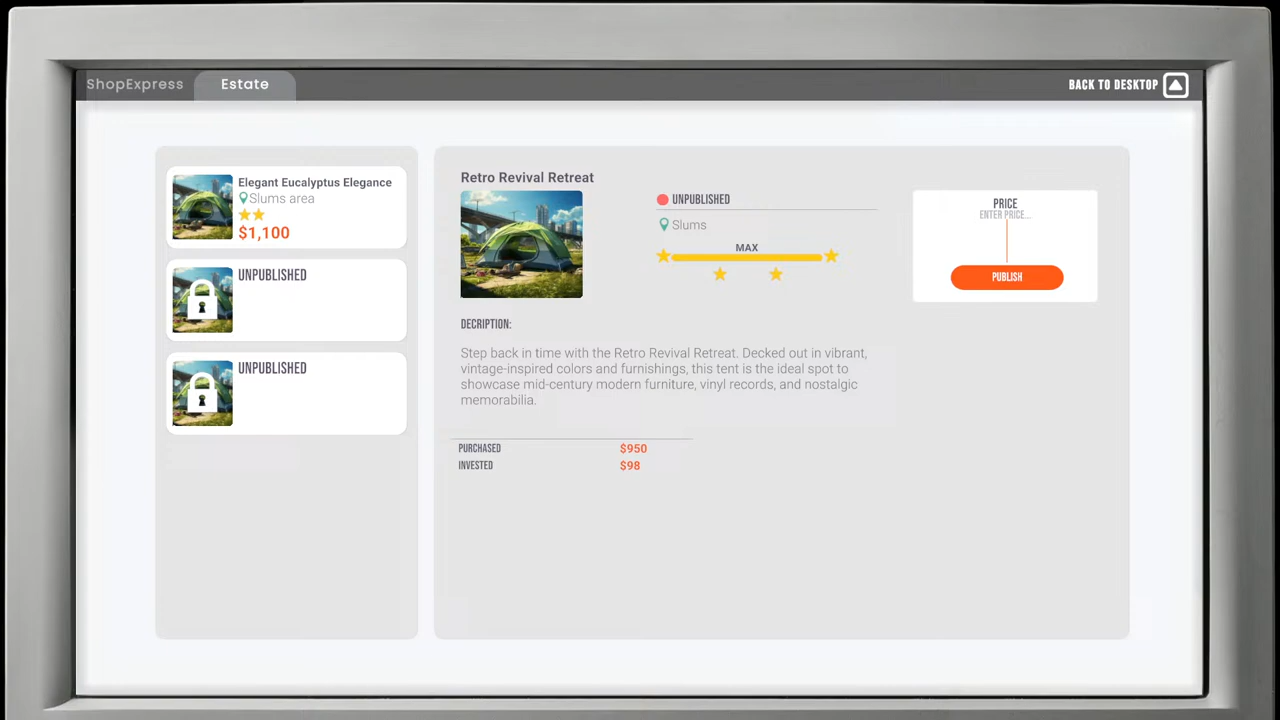 ShopExpress
Estate
BACK TO DESKTOP
Elegant Eucalyptus Elegance
Slums area
$1,100
UNPUBLISHED
UNPUBLISHED
Retro Revival Retreat
UNPUBLISHED
Slums
MAX
PRICE
ENTER PRICE...
PUBLISH
DECRIPTION:
Step back in time with the Retro Revival Retreat. Decked out in vibrant,
vintage-inspired colors and furnishings, this tent is the ideal spot to
showcase mid-century modern furniture, vinyl records, and nostalgic
memorabilia.
PURCHASED $950
INVESTED $98